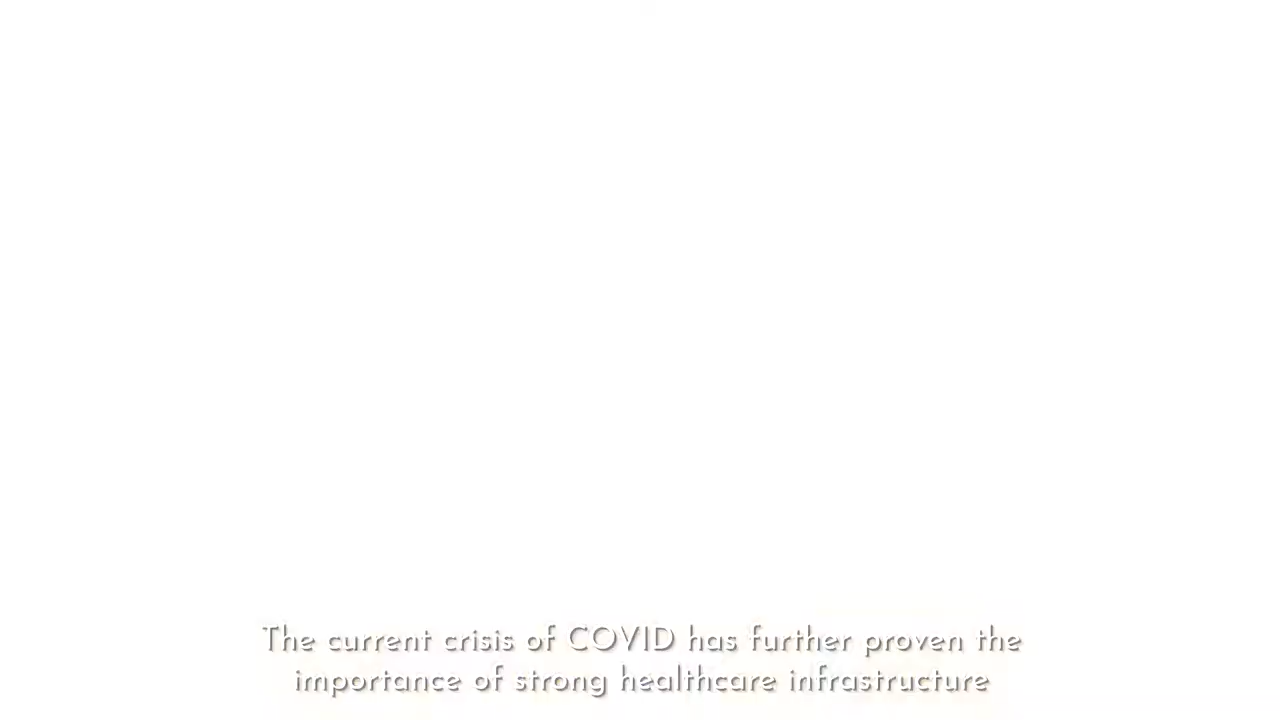 The current crisis of COVID has further proven the
importance of strong healthcare infrastructure